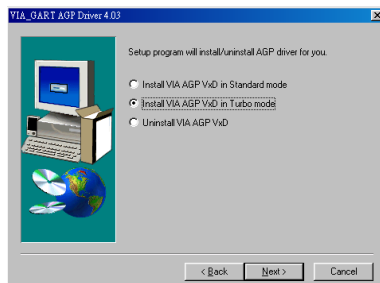 VIA_GART AGP Driver 4.03
Setup program will install/uninstall AGP driver for you.
Install VIA AGP VxD in Standard mode
Install VIA AGP VxD in Turbo mode
Uninstall VIA AGP VxD
< Back
Next >
Cancel